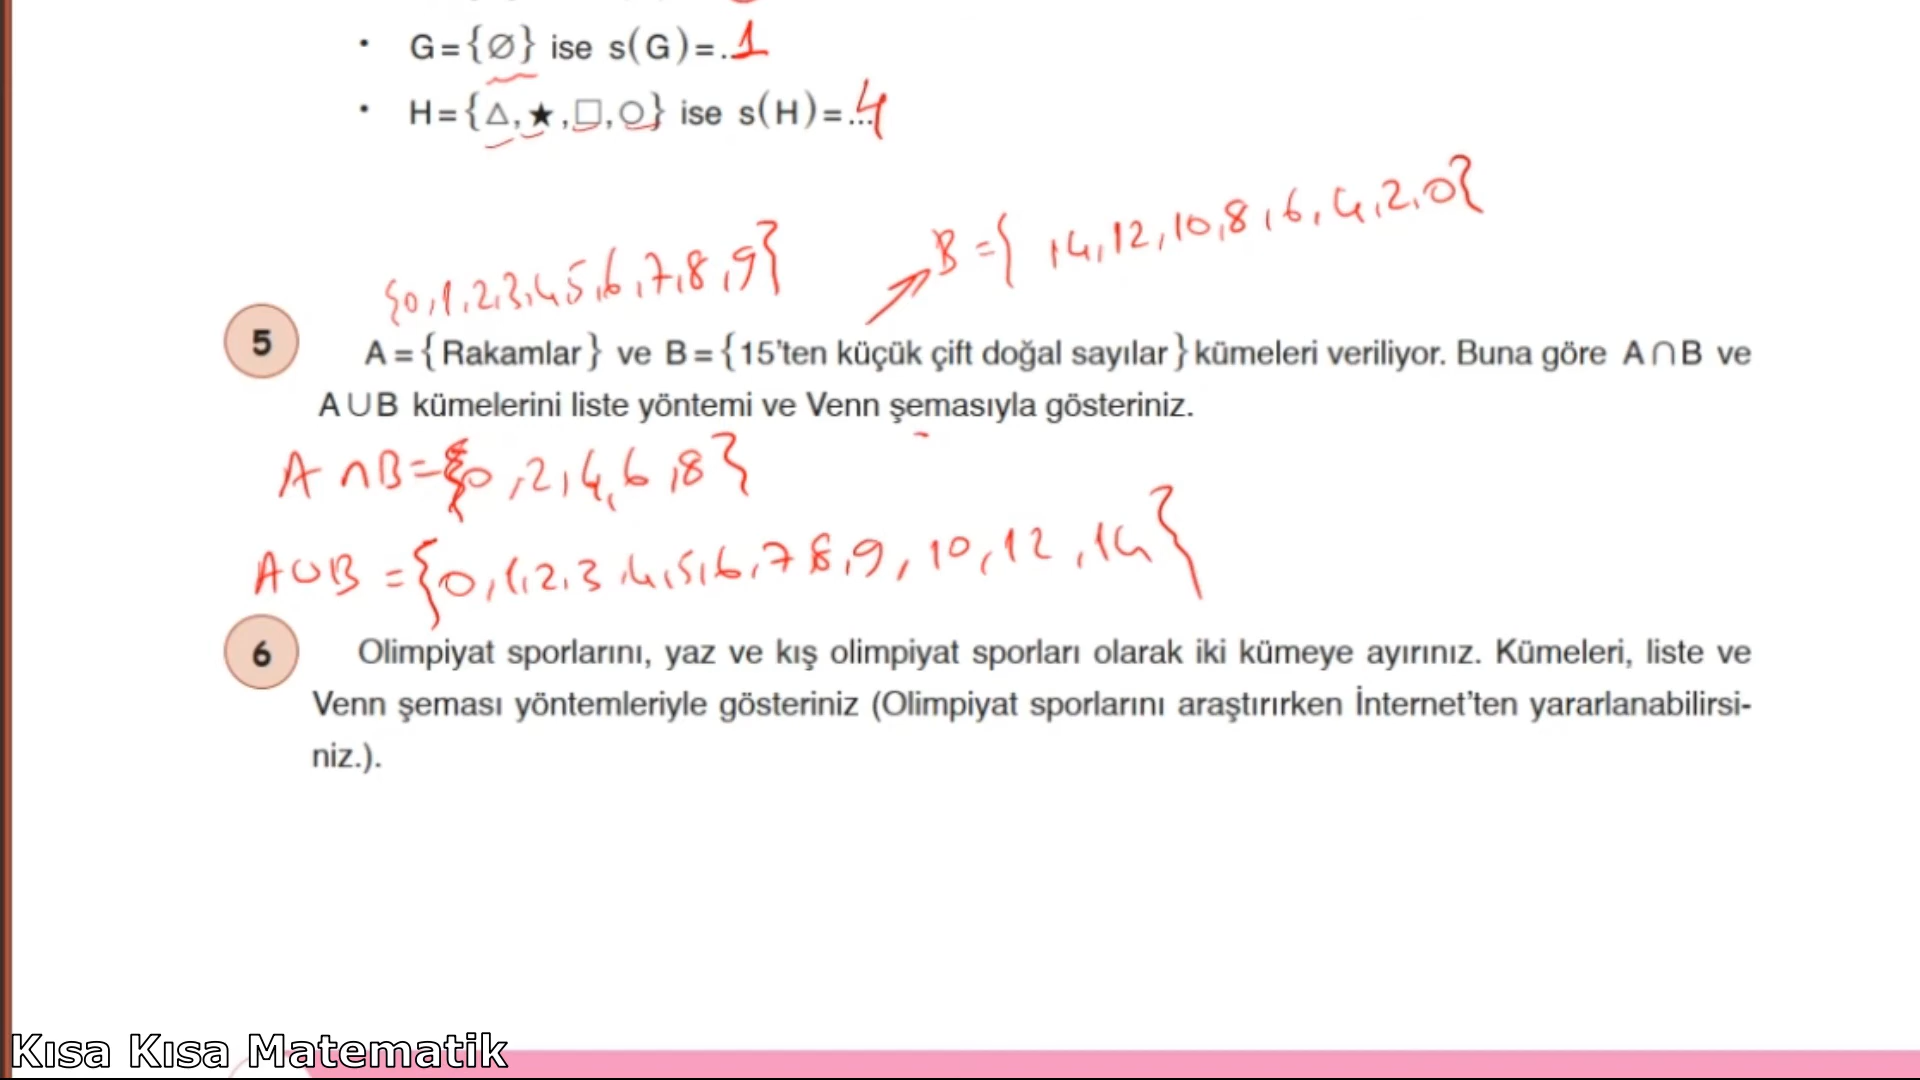 • G={∅} ise s(G)=.1
• H={△,★,□,○} ise s(H)=...4
B={ 14,12,10,8,6,4,2,0}
{0,1,2,3,4,5,6,7,8,9}
5 A={Rakamlar} ve B={15'ten küçük çift doğal sayılar} kümeleri veriliyor. Buna göre A∩B ve
A∪B kümelerini liste yöntemi ve Venn şemasıyla gösteriniz.
A∩B={0,2,4,6,8}
A∪B={0,1,2,3,4,5,6,7,8,9,10,12,14}
6 Olimpiyat sporlarını, yaz ve kış olimpiyat sporları olarak iki kümeye ayırınız. Kümeleri, liste ve
Venn şeması yöntemleriyle gösteriniz (Olimpiyat sporlarını araştırırken İnternet'ten yararlanabilirsi-
niz.).
Kısa Kısa Matematik